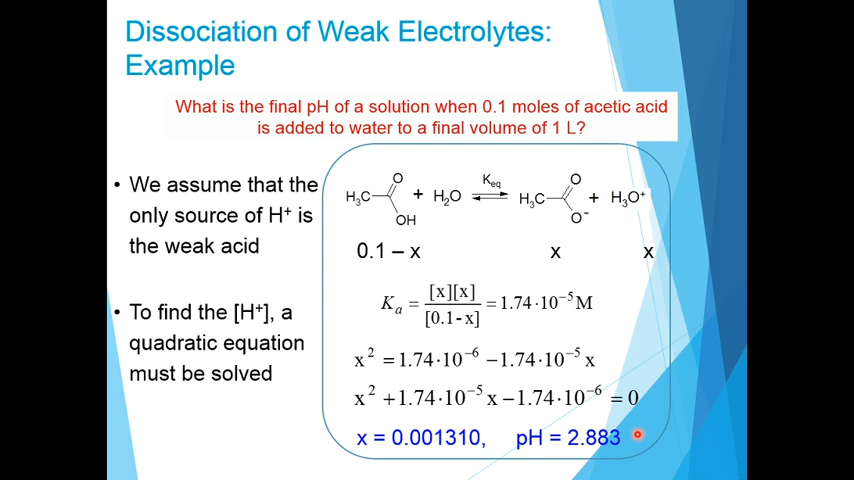 Dissociation of Weak Electrolytes:
Example
What is the final pH of a solution when 0.1 moles of acetic acid
is added to water to a final volume of 1 L?
• We assume that the
only source of H⁺ is
the weak acid
• To find the [H⁺], a
quadratic equation
must be solved
H₃C O OH + H₂O Keq H₃C O O⁻ + H₃O⁺
0.1 – x x x
Kₐ = [x][x] / [0.1 - x] = 1.74·10⁻⁵ M
x² = 1.74·10⁻⁶ − 1.74·10⁻⁵ x
x² + 1.74·10⁻⁵ x − 1.74·10⁻⁶ = 0
x = 0.001310, pH = 2.883